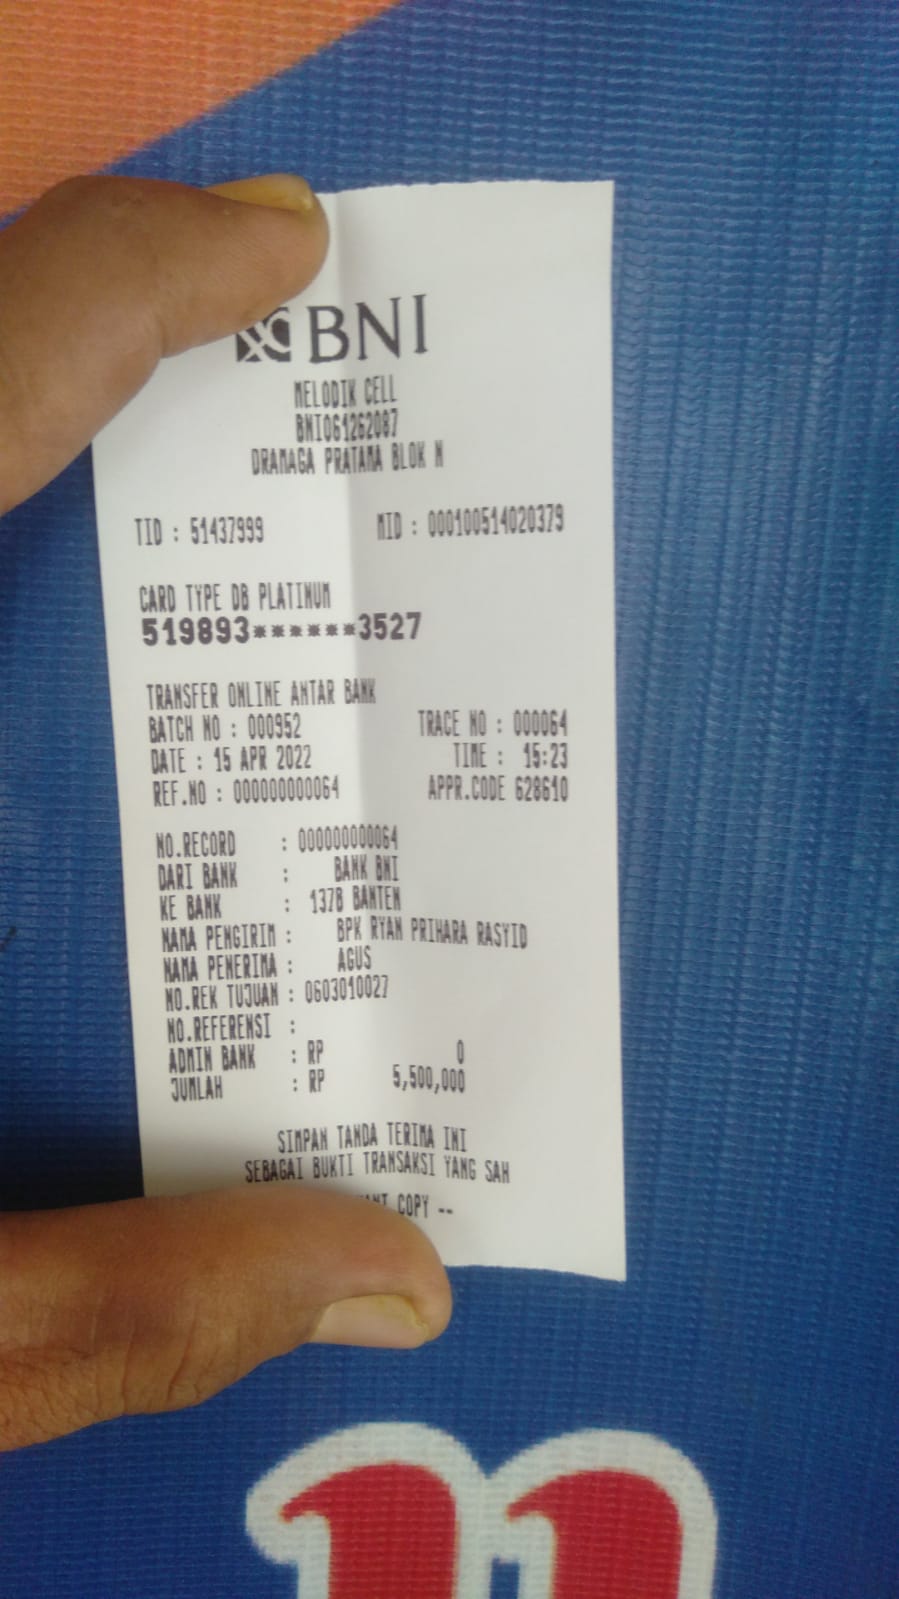 BNI
MELODIK CELL
BNI061262087
DRAMAGA PRATAMA BLOK M
TID : 51437999 MID : 000100514020379
CARD TYPE DB PLATINUM
519893******3527
TRANSFER ONLINE ANTAR BANK
BATCH NO : 000952 TRACE NO : 000064
DATE : 15 APR 2022 TIME : 15:23
REF.NO : 000000000064 APPR.CODE 628610
NO.RECORD : 000000000064
DARI BANK : BANK BNI
KE BANK : 137B BANTEN
NAMA PENGIRIM : BPK RYAN PRIHARA RASYID
NAMA PENERIMA : AGUS
NO.REK TUJUAN : 0603010027
NO.REFERENSI :
ADMIN BANK : RP 0
JUMLAH : RP 5,500,000
SIMPAN TANDA TERIMA INI
SEBAGAI BUKTI TRANSAKSI YANG SAH
COPY --